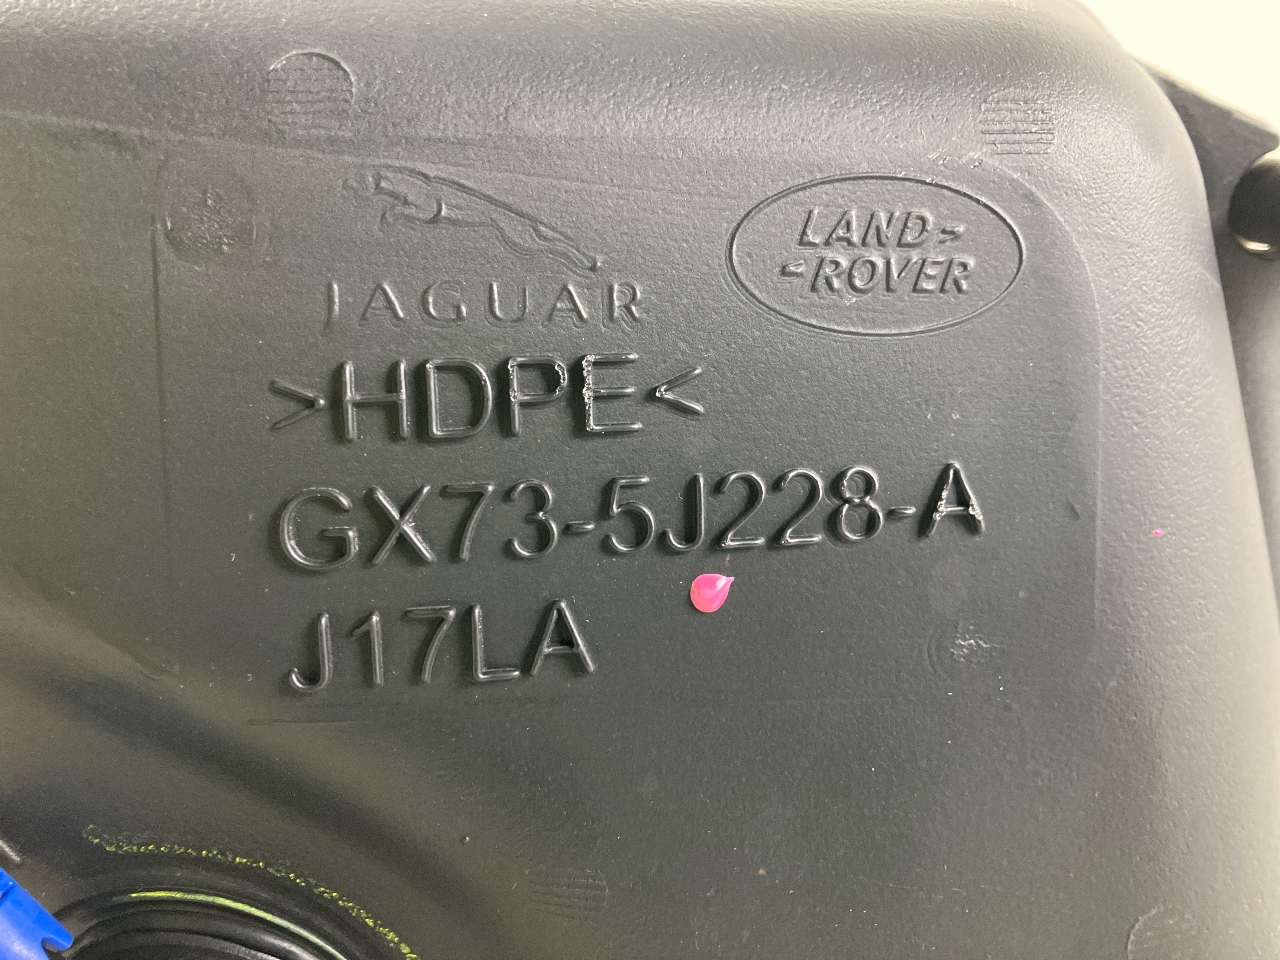 JAGUAR
LAND-
-ROVER
>HDPE<
GX73-5J228-A
J17LA